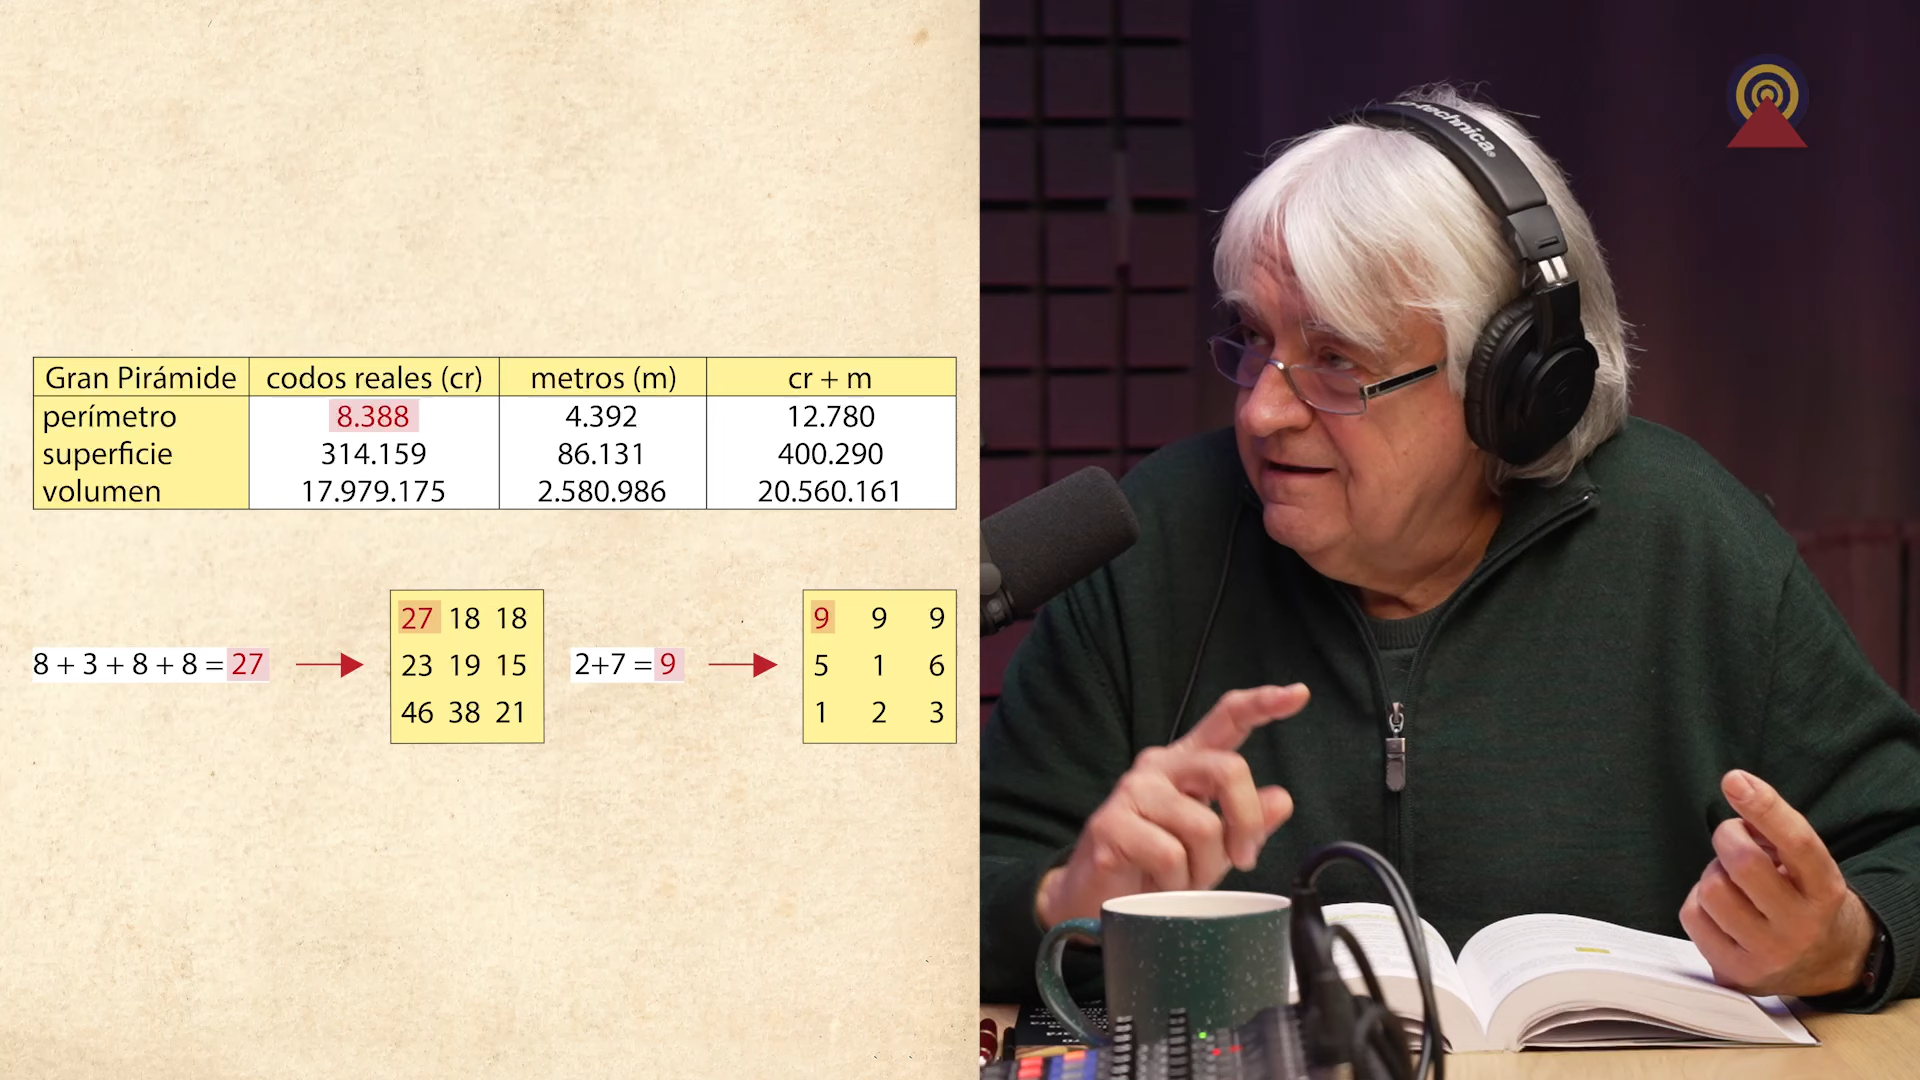 Gran Pirámide codos reales (cr) metros (m) cr + m
perímetro 8.388 4.392 12.780
superficie 314.159 86.131 400.290
volumen 17.979.175 2.580.986 20.560.161
8 + 3 + 8 + 8 = 27
27 18 18
23 19 15
46 38 21
2+7 = 9
9 9 9
5 1 6
1 2 3
technica®